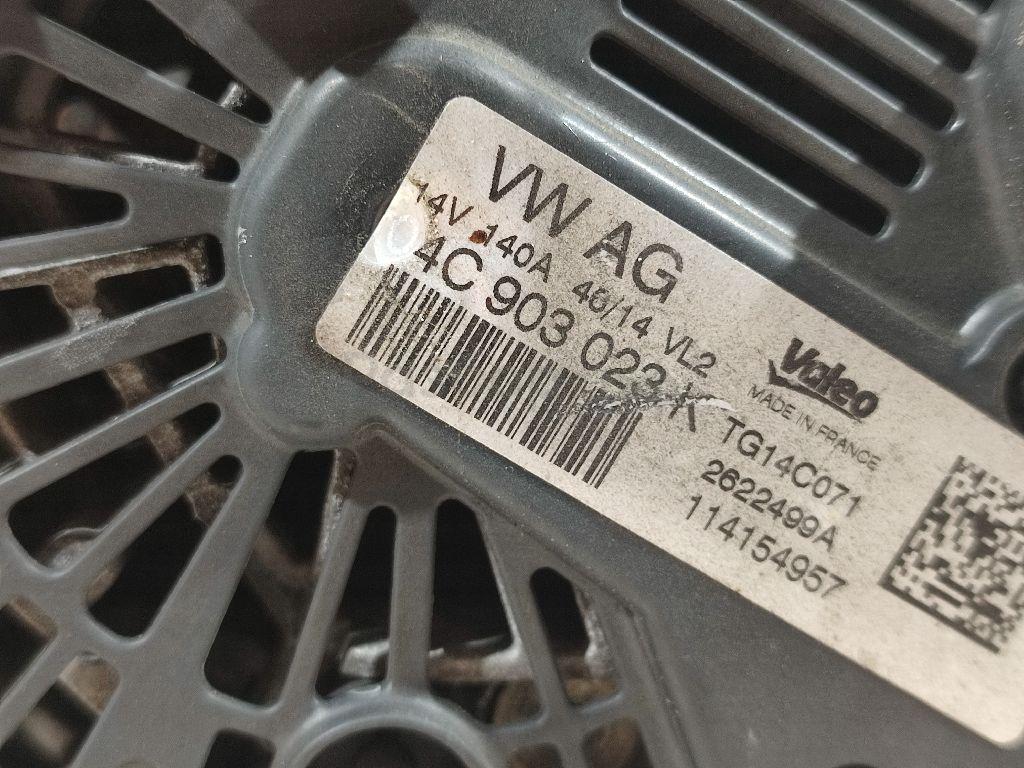 VW AG
14V 140A 40/14 VL2
4C 903 023 K
Valeo
MADE IN FRANCE
TG14C071
2622499A
114154957